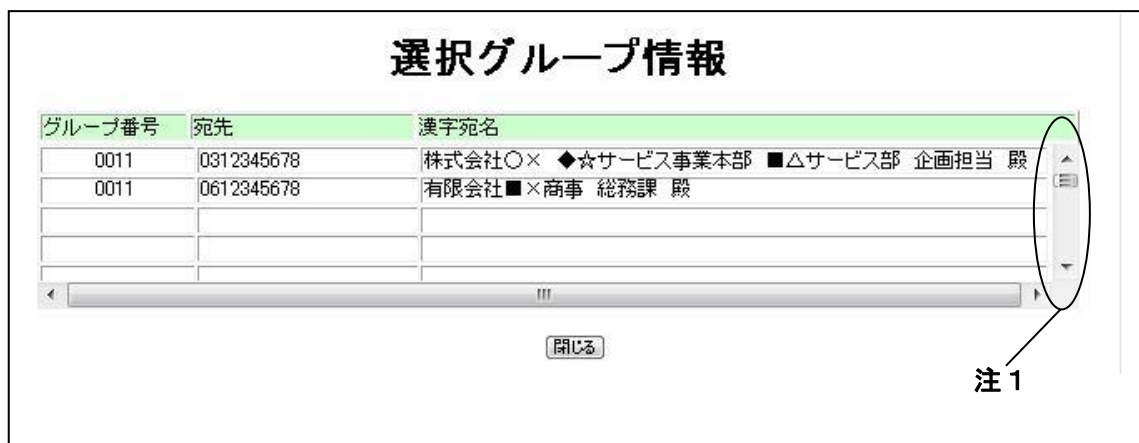 選択グループ情報
グループ番号 宛先 漢字宛名
0011 0312345678 株式会社○× ◆☆サービス事業本部 ■△サービス部 企画担当 殿
0011 0612345678 有限会社■×商事 総務課 殿
閉じる
注1